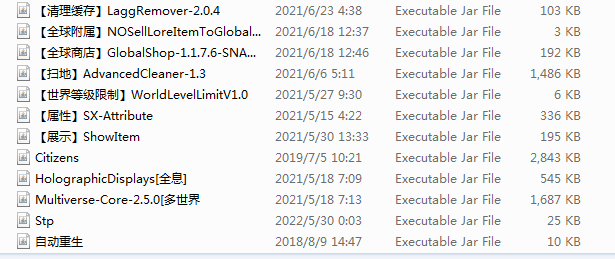 【清理缓存】LaggRemover-2.0.4 2021/6/23 4:38 Executable Jar File 103 KB
【全球附属】NOSellLoreItemToGlobal... 2021/6/18 12:37 Executable Jar File 3 KB
【全球商店】GlobalShop-1.1.7.6-SNA... 2021/6/18 12:46 Executable Jar File 192 KB
【扫地】AdvancedCleaner-1.3 2021/6/6 5:11 Executable Jar File 1,486 KB
【世界等级限制】WorldLevelLimitV1.0 2021/5/27 9:30 Executable Jar File 6 KB
【属性】SX-Attribute 2021/5/15 4:22 Executable Jar File 336 KB
【展示】ShowItem 2021/5/30 13:33 Executable Jar File 195 KB
Citizens 2019/7/5 10:21 Executable Jar File 2,843 KB
HolographicDisplays[全息] 2021/5/18 7:09 Executable Jar File 545 KB
Multiverse-Core-2.5.0[多世界 2021/5/18 7:13 Executable Jar File 1,687 KB
Stp 2022/5/30 0:03 Executable Jar File 25 KB
自动重生 2018/8/9 14:47 Executable Jar File 10 KB